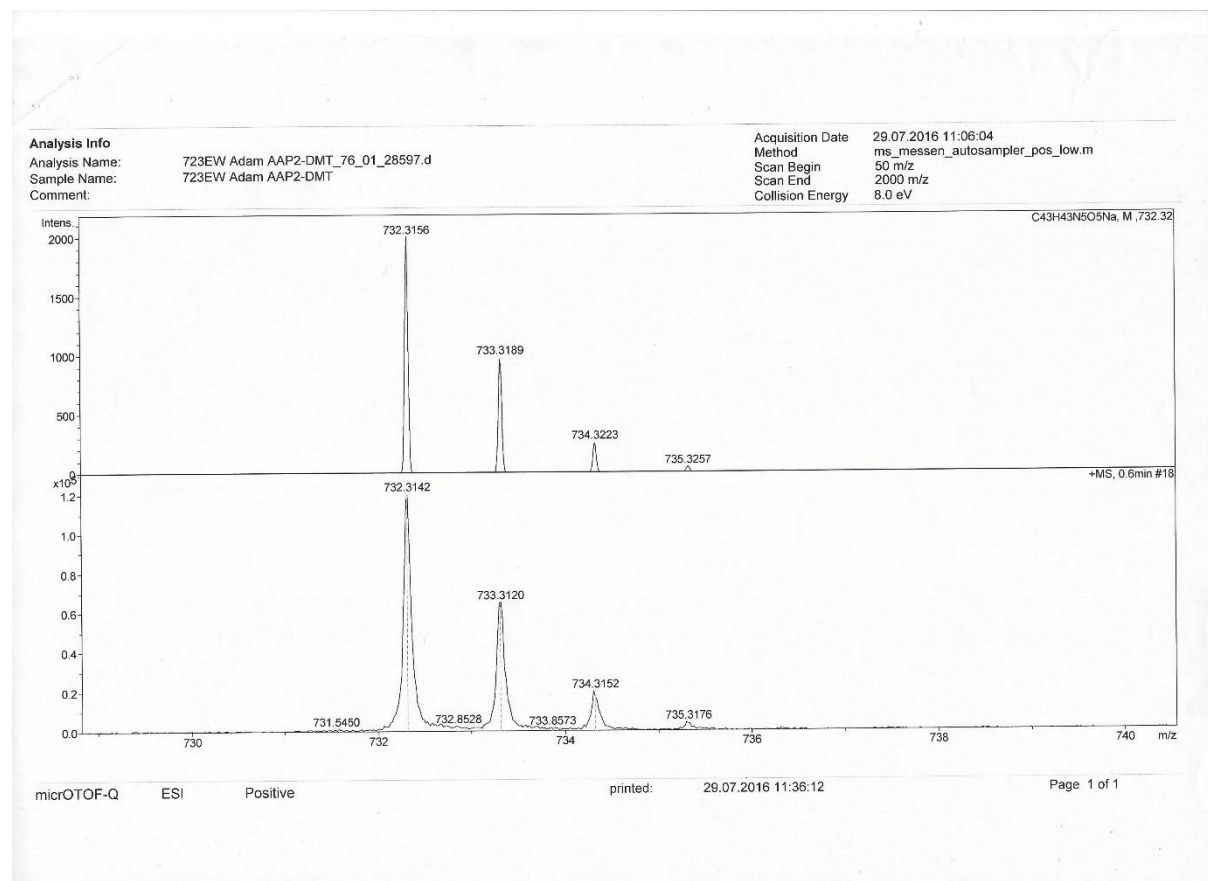 Analysis Info
Analysis Name: 723EW Adam AAP2-DMT_76_01_28597.d
Sample Name: 723EW Adam AAP2-DMT
Comment:
Acquisition Date 29.07.2016 11:06:04
Method ms_messen_autosampler_pos_low.m
Scan Begin 50 m/z
Scan End 2000 m/z
Collision Energy 8.0 eV
Intens.
C43H43N5O5Na, M ,732.32
2000
732.3156
1500
1000
733.3189
500
734.3223
735.3257
0
x10⁵
+MS, 0.6min #18
732.3142
1.2
1.0
0.8
733.3120
0.6
0.4
734.3152
0.2
731.5450
732.8528
733.8573
735.3176
0.0
730 732 734 736 738 740 m/z
micrOTOF-Q ESI Positive printed: 29.07.2016 11:36:12 Page 1 of 1